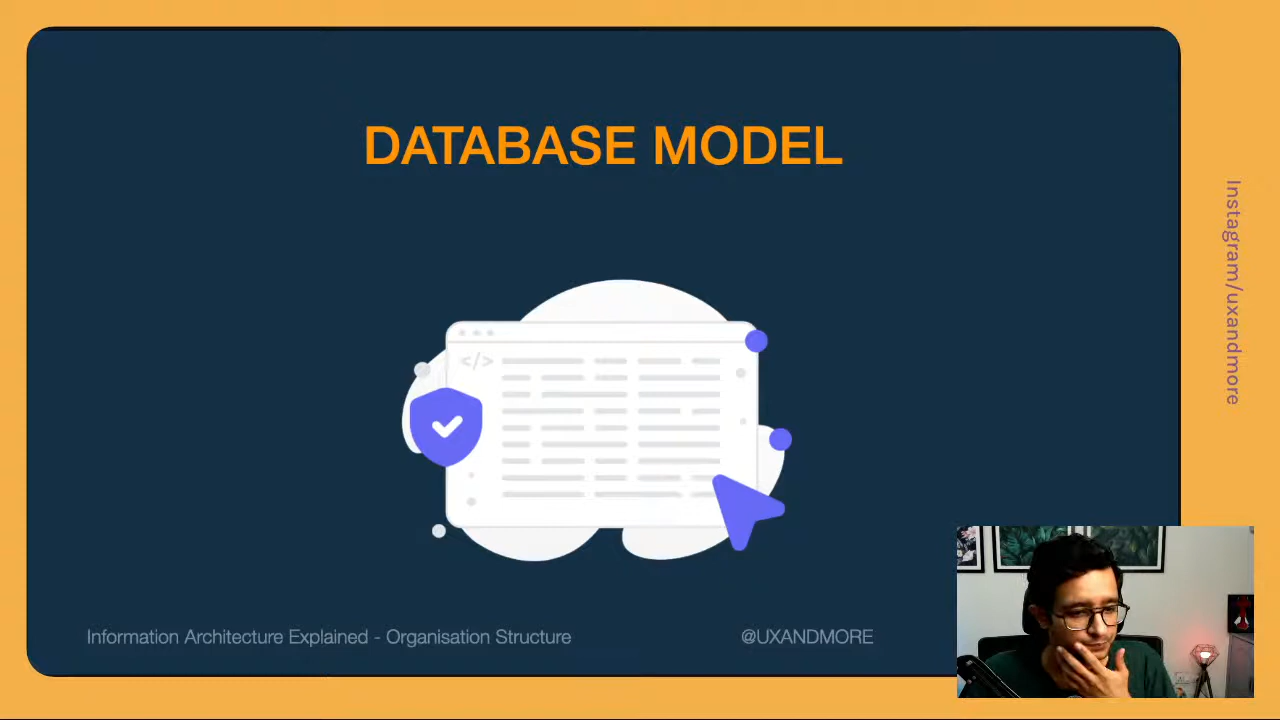 DATABASE MODEL
Instagram/uxandmore
</>
Information Architecture Explained - Organisation Structure
@UXANDMORE